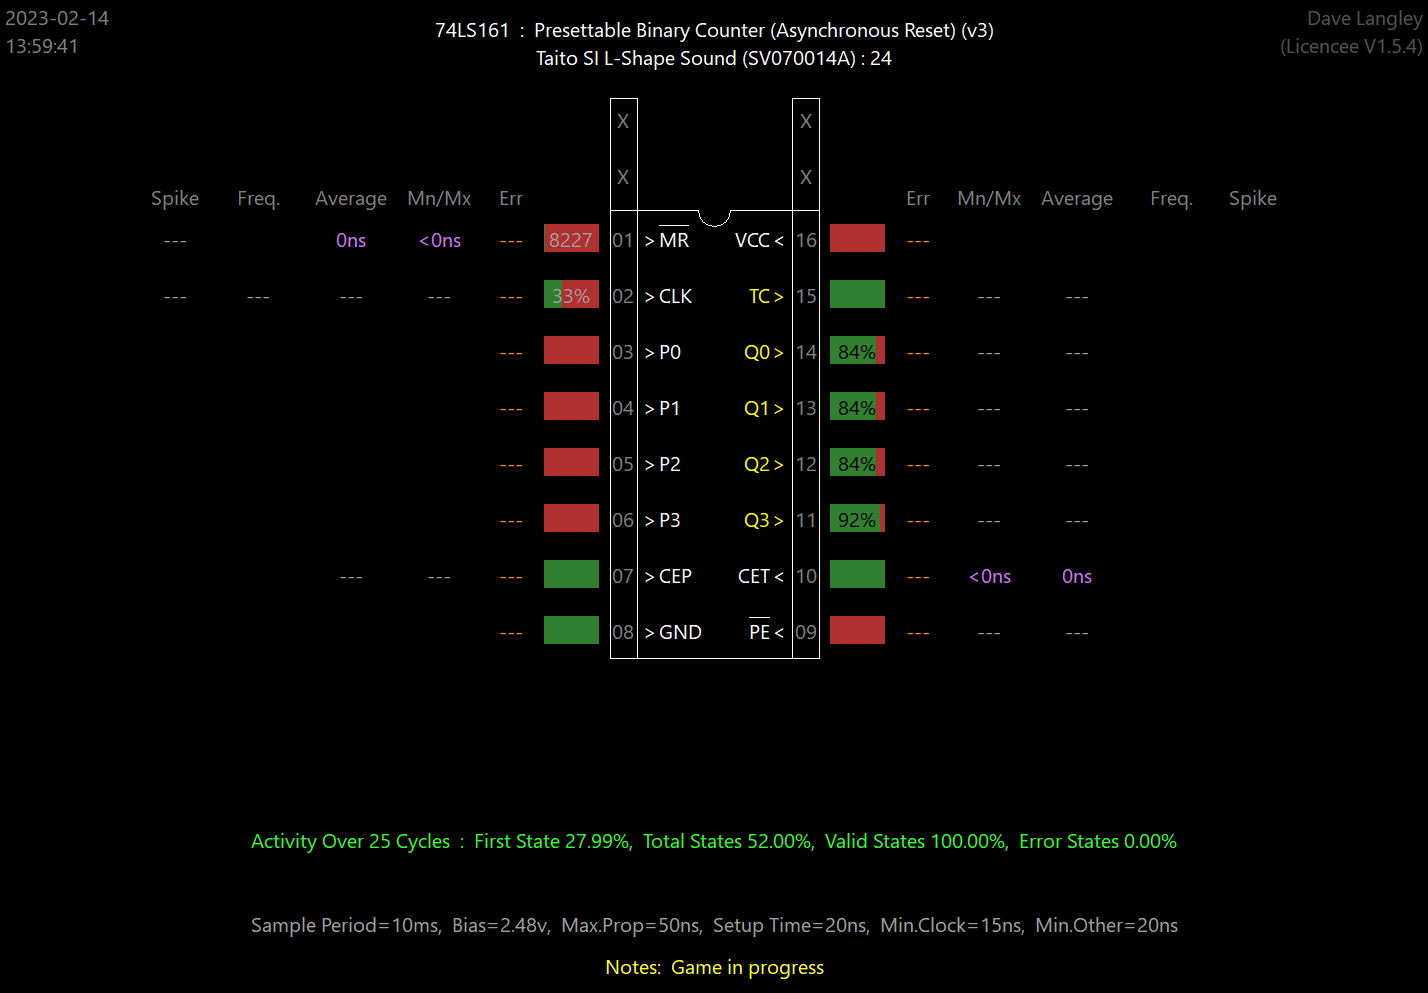 2023-02-14
13:59:41
74LS161 : Presettable Binary Counter (Asynchronous Reset) (v3)
Taito SI L-Shape Sound (SV070014A) : 24
Dave Langley
(Licencee V1.5.4)
X X
X X
Spike Freq. Average Mn/Mx Err Err Mn/Mx Average Freq. Spike
--- 0ns <0ns --- 8227 01 > MR VCC < 16 ---
--- --- --- --- --- 33% 02 > CLK TC > 15 --- --- ---
--- 03 > P0 Q0 > 14 84% --- --- ---
--- 04 > P1 Q1 > 13 84% --- --- ---
--- 05 > P2 Q2 > 12 84% --- --- ---
--- 06 > P3 Q3 > 11 92% --- --- ---
--- --- --- 07 > CEP CET < 10 --- <0ns 0ns
--- 08 > GND PE < 09 --- --- ---
Activity Over 25 Cycles : First State 27.99%, Total States 52.00%, Valid States 100.00%, Error States 0.00%
Sample Period=10ms, Bias=2.48v, Max.Prop=50ns, Setup Time=20ns, Min.Clock=15ns, Min.Other=20ns
Notes: Game in progress